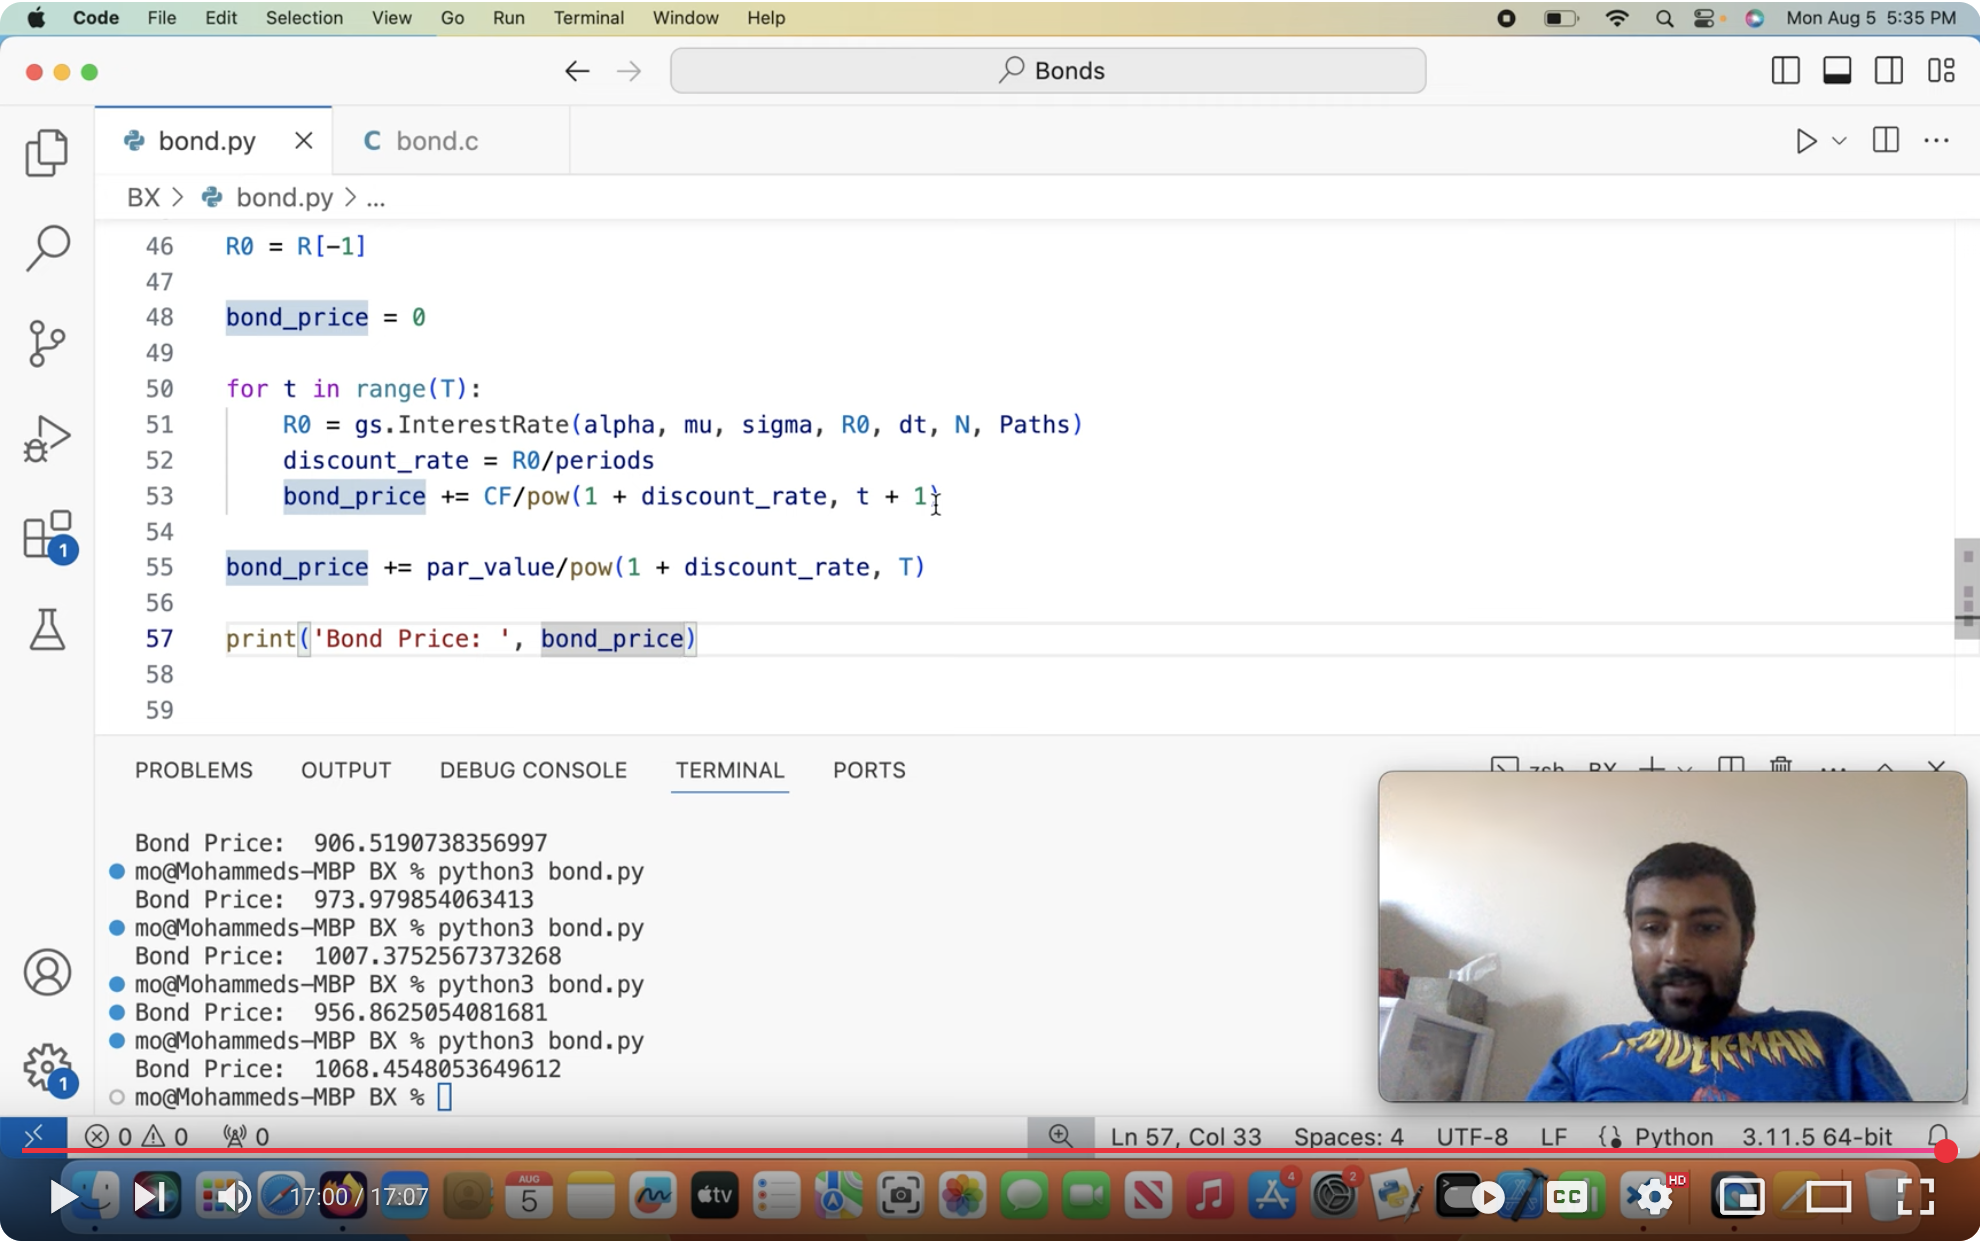 Code File Edit Selection View Go Run Terminal Window Help Mon Aug 5 5:35 PM
Bonds
bond.py C bond.c
BX > bond.py > ...
46 R0 = R[-1]
47
48 bond_price = 0
49
50 for t in range(T):
51 R0 = gs.InterestRate(alpha, mu, sigma, R0, dt, N, Paths)
52 discount_rate = R0/periods
53 bond_price += CF/pow(1 + discount_rate, t + 1)
54
55 bond_price += par_value/pow(1 + discount_rate, T)
56
57 print('Bond Price: ', bond_price)
58
59
PROBLEMS OUTPUT DEBUG CONSOLE TERMINAL PORTS zsh BX
Bond Price: 906.5190738356997
mo@Mohammeds-MBP BX % python3 bond.py
Bond Price: 973.979854063413
mo@Mohammeds-MBP BX % python3 bond.py
Bond Price: 1007.3752567373268
mo@Mohammeds-MBP BX % python3 bond.py
Bond Price: 956.8625054081681
mo@Mohammeds-MBP BX % python3 bond.py
Bond Price: 1068.4548053649612
mo@Mohammeds-MBP BX %
SPIDER-MAN
1
1
0 0 0 Ln 57, Col 33 Spaces: 4 UTF-8 LF Python 3.11.5 64-bit
17:00 / 17:07 AUG 5 tv 4 2 CC HD